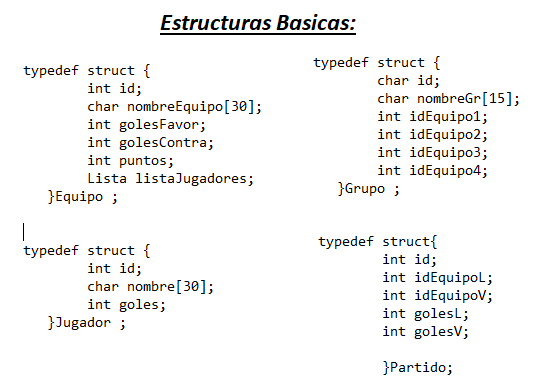 Estructuras Basicas:
typedef struct {
int id;
char nombreEquipo[30];
int golesFavor;
int golesContra;
int puntos;
Lista listaJugadores;
}Equipo ;
typedef struct {
char id;
char nombreGr[15];
int idEquipo1;
int idEquipo2;
int idEquipo3;
int idEquipo4;
}Grupo ;
typedef struct {
int id;
char nombre[30];
int goles;
}Jugador ;
typedef struct{
int id;
int idEquipoL;
int idEquipoV;
int golesL;
int golesV;
}Partido;